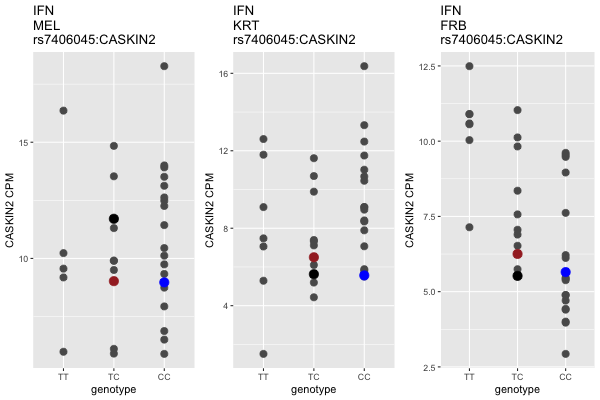 IFN
MEL
rs7406045:CASKIN2
CASKIN2 CPM
15
10
TT
TC
CC
genotype
IFN
KRT
rs7406045:CASKIN2
CASKIN2 CPM
16
12
8
4
TT
TC
CC
genotype
IFN
FRB
rs7406045:CASKIN2
CASKIN2 CPM
12.5
10.0
7.5
5.0
2.5
TT
TC
CC
genotype